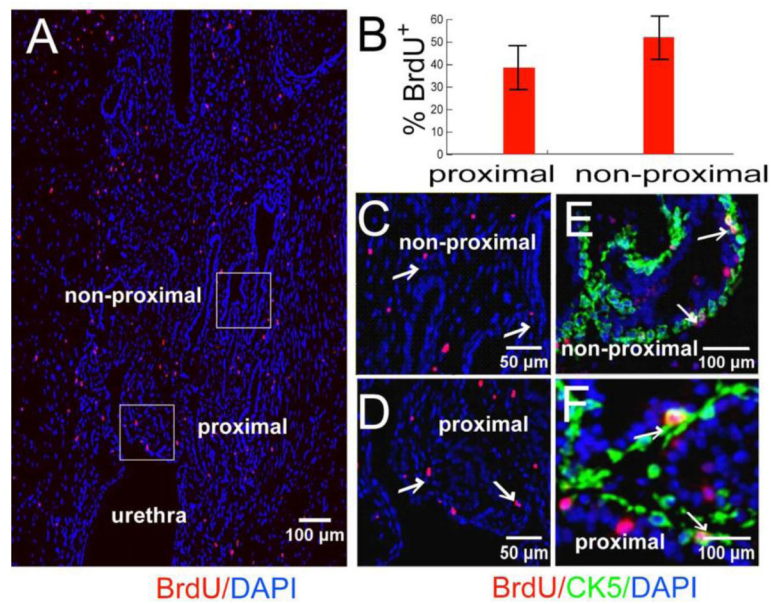 A
non-proximal
proximal
urethra
100 µm
BrdU/DAPI
B
% BrdU+
60
50
40
30
20
10
0
proximal
non-proximal
C
non-proximal
50 µm
D
proximal
50 µm
E
non-proximal
100 µm
F
proximal
100 µm
BrdU/CK5/DAPI